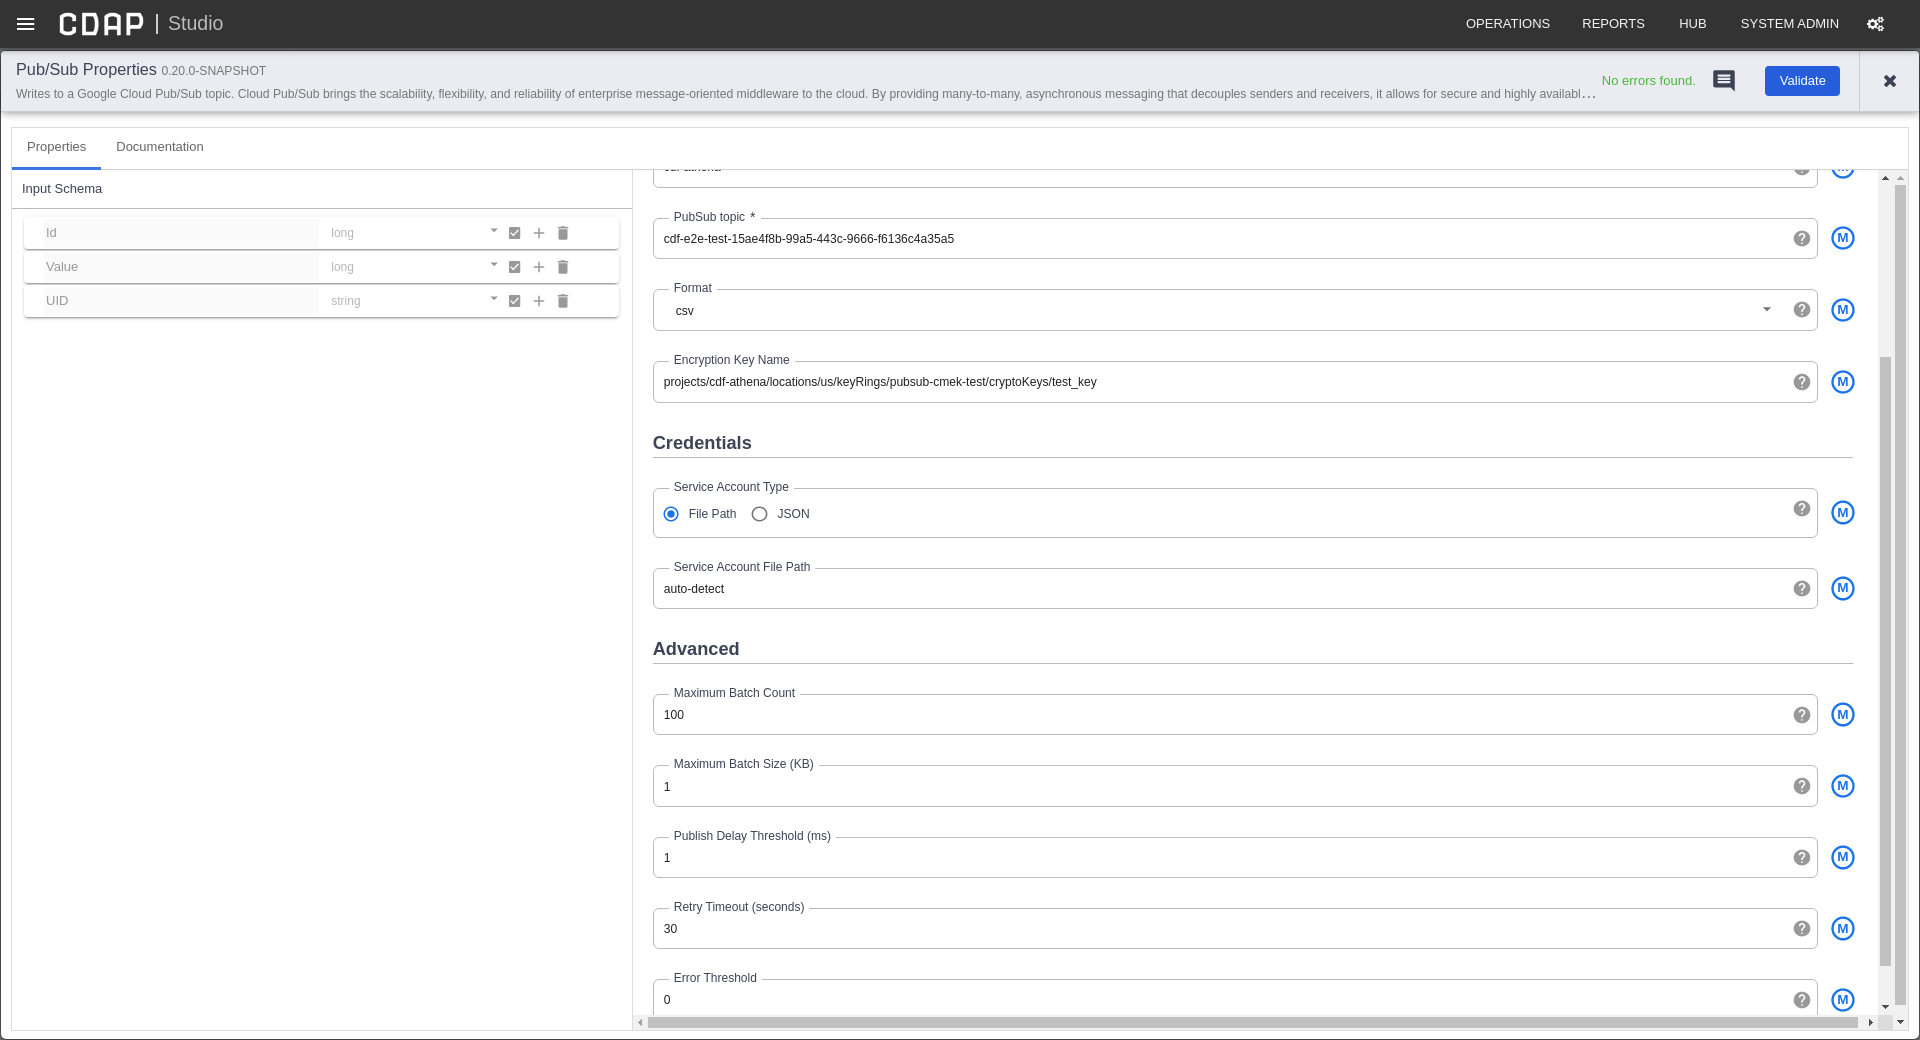 CDAP | Studio
OPERATIONS REPORTS HUB SYSTEM ADMIN
Pub/Sub Properties 0.20.0-SNAPSHOT
Writes to a Google Cloud Pub/Sub topic. Cloud Pub/Sub brings the scalability, flexibility, and reliability of enterprise message-oriented middleware to the cloud. By providing many-to-many, asynchronous messaging that decouples senders and receivers, it allows for secure and highly availabl...
No errors found.
Validate
Properties Documentation
Input Schema
Id long
Value long
UID string
PubSub topic *
cdf-e2e-test-15ae4f8b-99a5-443c-9666-f6136c4a35a5
M
Format
csv
M
Encryption Key Name
projects/cdf-athena/locations/us/keyRings/pubsub-cmek-test/cryptoKeys/test_key
M
Credentials
Service Account Type
File Path JSON
M
Service Account File Path
auto-detect
M
Advanced
Maximum Batch Count
100
M
Maximum Batch Size (KB)
1
M
Publish Delay Threshold (ms)
1
M
Retry Timeout (seconds)
30
M
Error Threshold
0
M